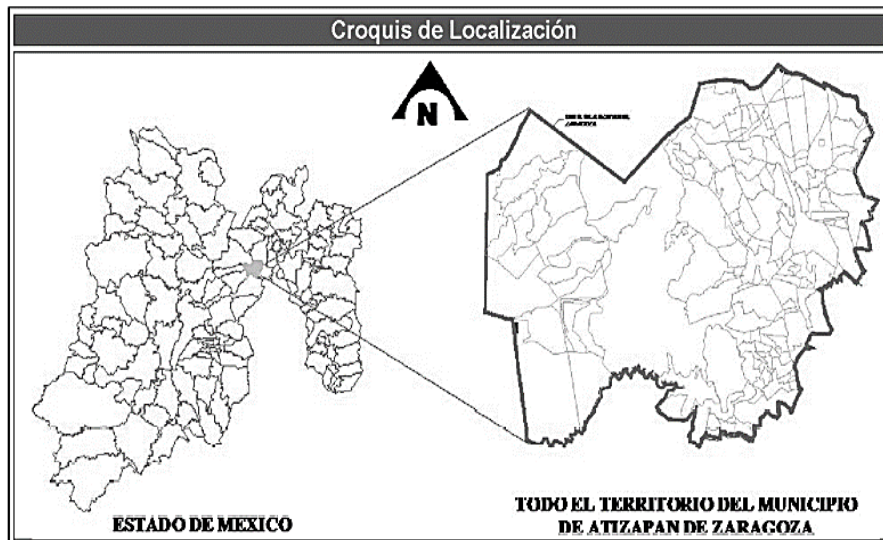 Croquis de Localización
N
ESTADO DE MEXICO
TODO EL TERRITORIO DEL MUNICIPIO
DE ATIZAPAN DE ZARAGOZA